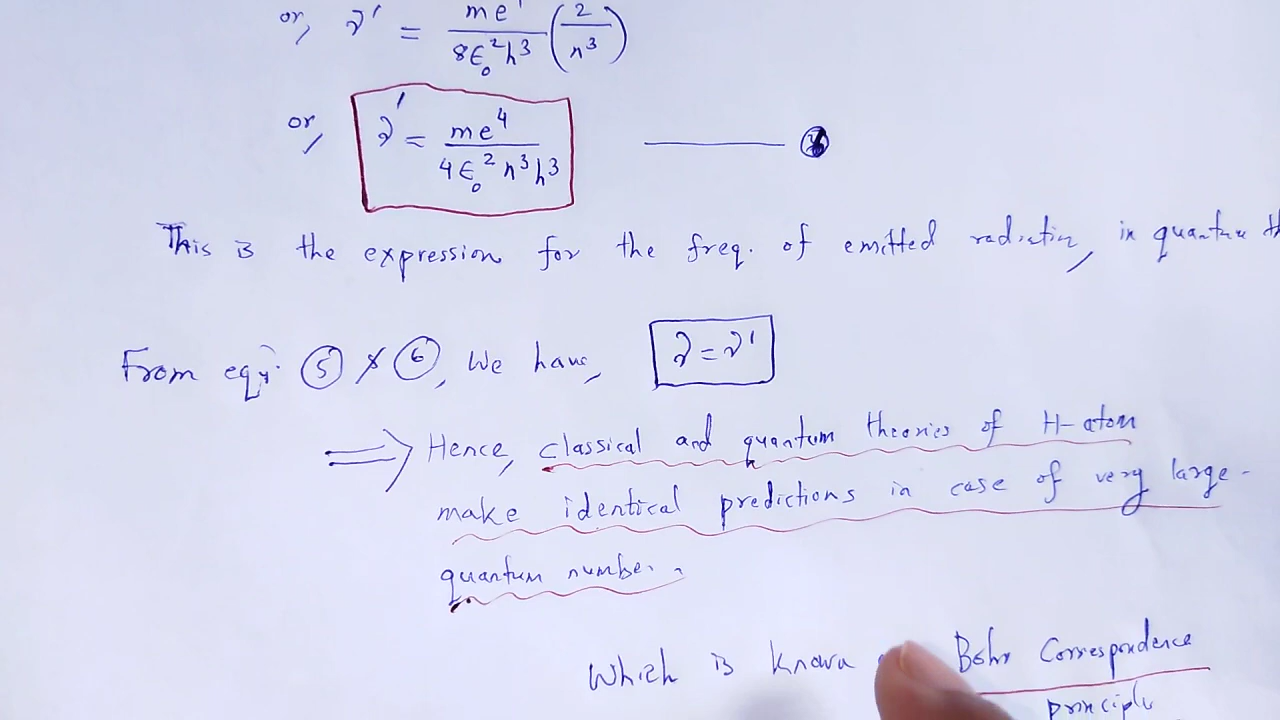 or, ν' = me⁴/8ε₀²h³ (2/n³)
or, ν' = me⁴/4ε₀²n³h³
This is the expression for the freq. of emitted radiation, in quantum th
From eqⁿ. ⑤ & ⑥, We have, ν = ν'
⟹ Hence, classical and quantum theories of H-atom
make identical predictions in case of very large-
quantum number.
Which is known Bohr Correspondence
principle